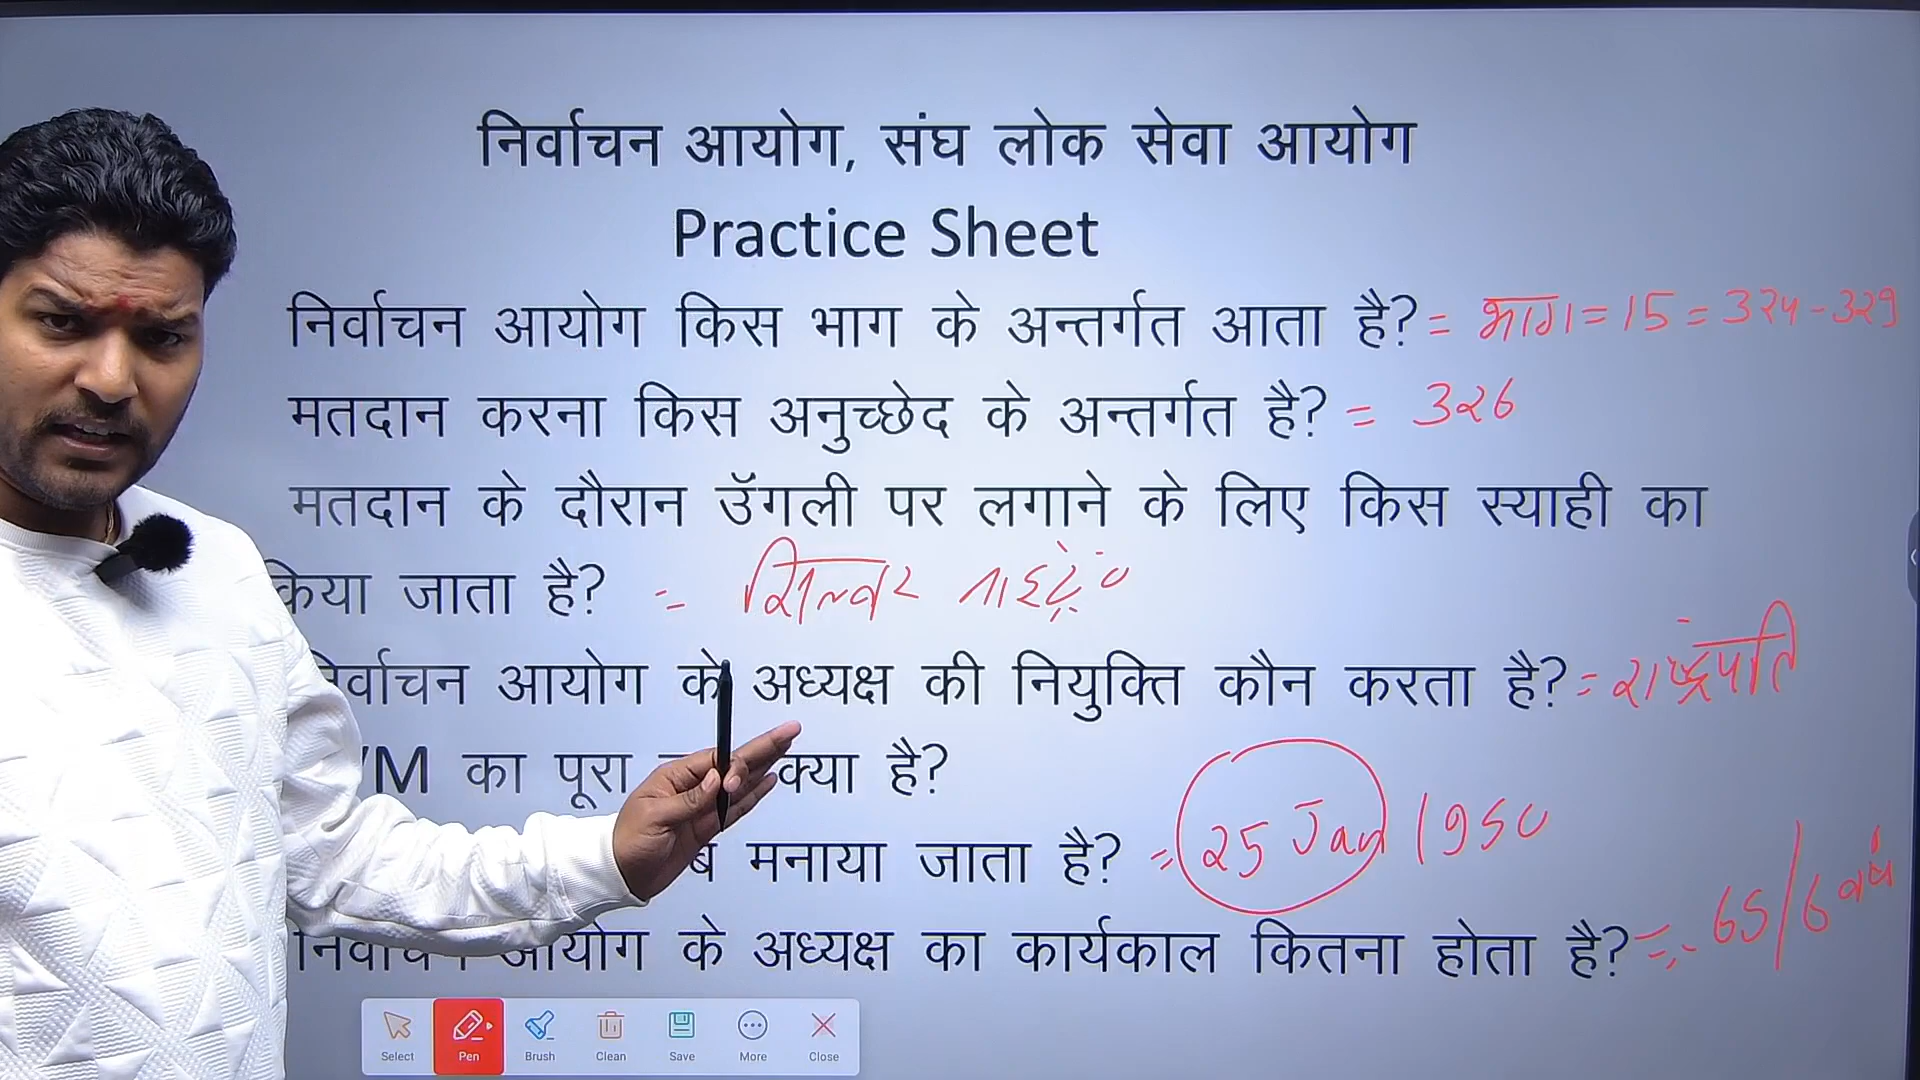 निर्वाचन आयोग, संघ लोक सेवा आयोग
Practice Sheet
निर्वाचन आयोग किस भाग के अन्तर्गत आता है? = भाग = 15 = 324 - 329
मतदान करना किस अनुच्छेद के अन्तर्गत है? = 326
मतदान के दौरान उॅगली पर लगाने के लिए किस स्याही का
किया जाता है? = सिल्वर नाइट्रेट
र्वाचन आयोग के अध्यक्ष की नियुक्ति कौन करता है? = राष्ट्रपति
VM का पूरा क्या है?
ब मनाया जाता है? = 25 Jan 1950
निर्वाचन आयोग के अध्यक्ष का कार्यकाल कितना होता है? = 65/6 वर्ष
Select Pen Brush Clean Save More Close